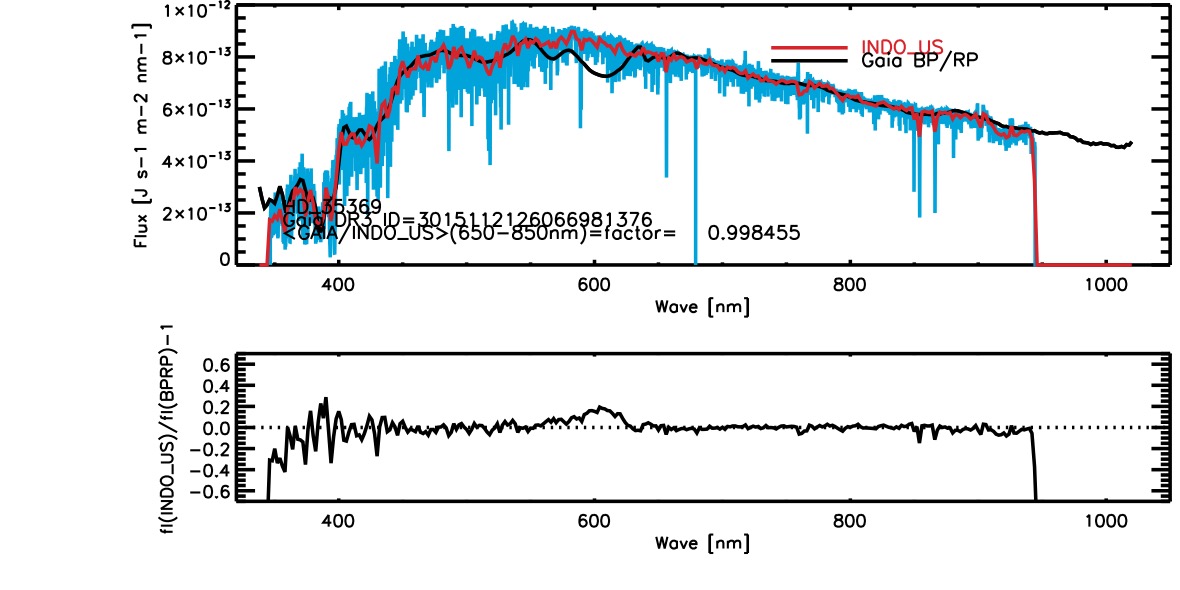 1×10⁻¹²
8×10⁻¹³
6×10⁻¹³
4×10⁻¹³
2×10⁻¹³
0
Flux [J s−1 m−2 nm−1]
INDO_US
Gaia BP/RP
HD_35369
Gaia DR3 ID=3015112126066981376
<GAIA/INDO_US>(650−850nm)=factor= 0.998455
400 600 800 1000
Wave [nm]
0.6
0.4
0.2
0.0
−0.2
−0.4
−0.6
fl(INDO_US)/fl(BPRP)−1
400 600 800 1000
Wave [nm]